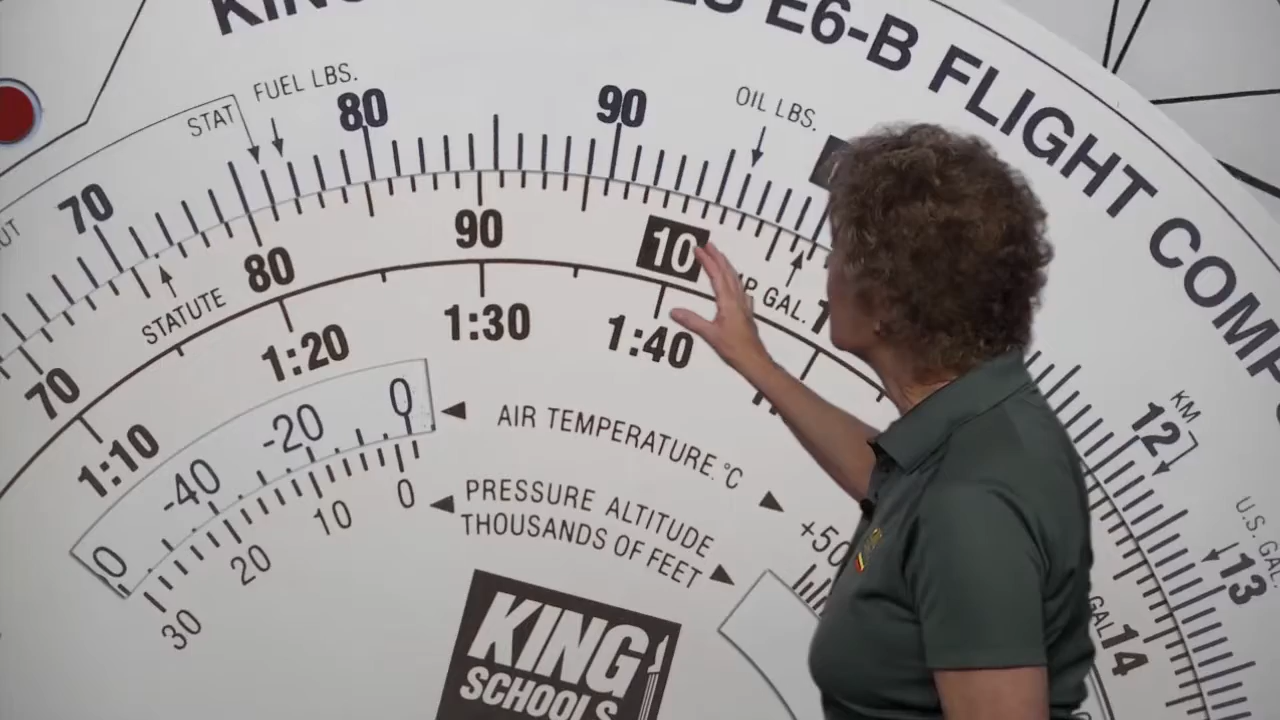 E6-B FLIGHT
FUEL LBS.
STAT
80
90
OIL LBS.
70
KM
12
90
80
10
STATUTE
GAL.
70
1:10
1:20
1:30
1:40
0
-20
-40
0
AIR TEMPERATURE °C
+50
0
10
20
30
PRESSURE ALTITUDE
THOUSANDS OF FEET
U.S. GAL.
13
14
KING
SCHOOLS